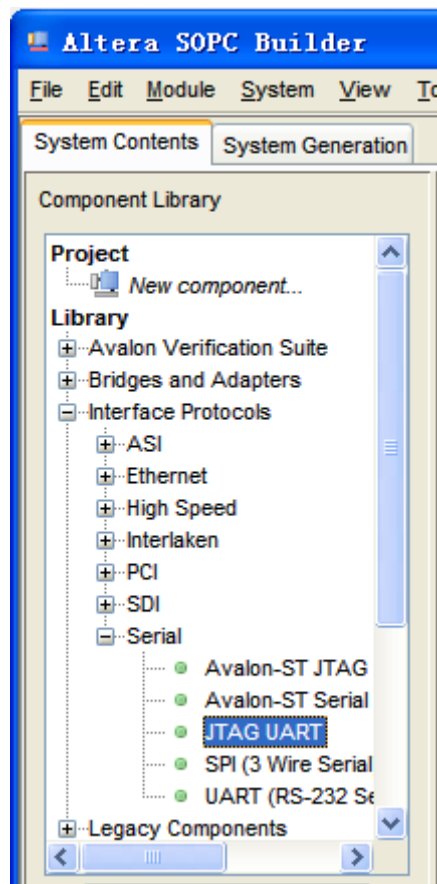 Altera SOPC Builder
File Edit Module System View To
System Contents System Generation
Component Library
Project
New component...
Library
Avalon Verification Suite
Bridges and Adapters
Interface Protocols
ASI
Ethernet
High Speed
Interlaken
PCI
SDI
Serial
Avalon-ST JTAG
Avalon-ST Serial
JTAG UART
SPI (3 Wire Serial
UART (RS-232 Se
Legacy Components